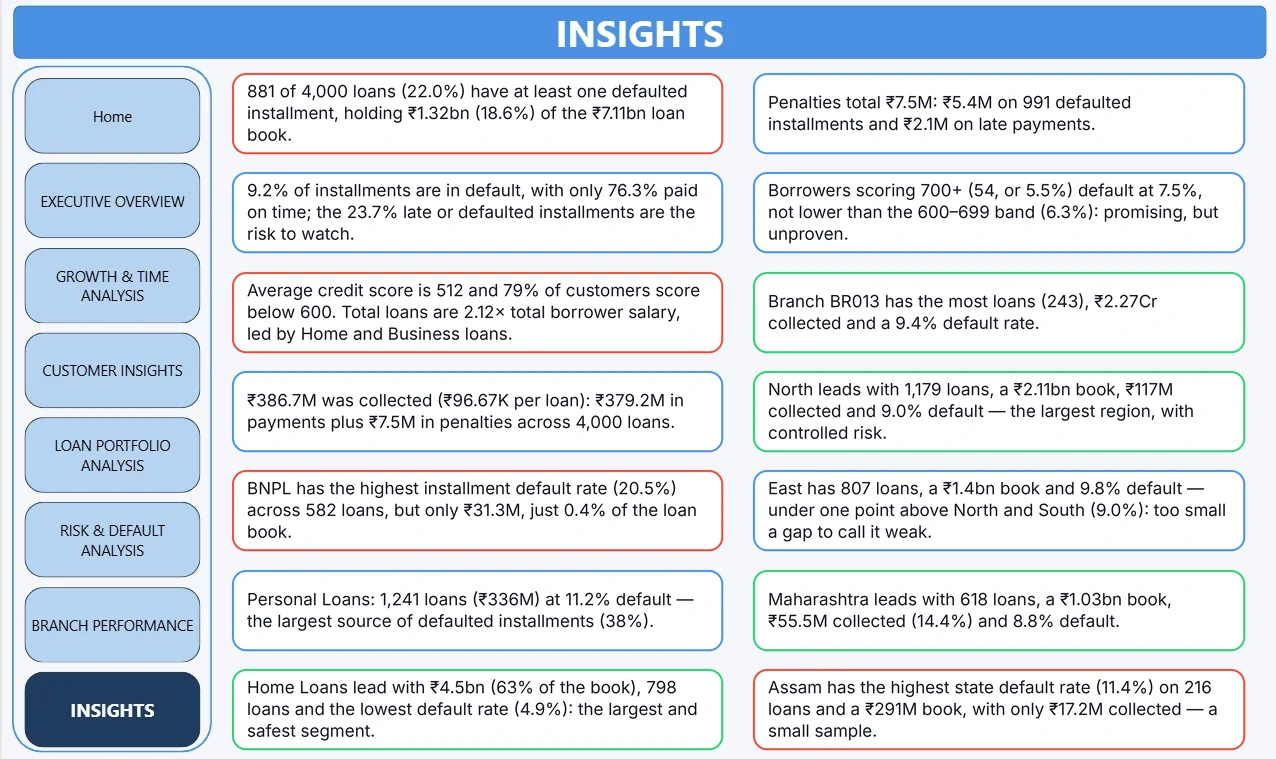 INSIGHTS
Home
EXECUTIVE OVERVIEW
GROWTH & TIME
ANALYSIS
CUSTOMER INSIGHTS
LOAN PORTFOLIO
ANALYSIS
RISK & DEFAULT
ANALYSIS
BRANCH PERFORMANCE
INSIGHTS
881 of 4,000 loans (22.0%) have at least one defaulted
installment, holding ₹1.32bn (18.6%) of the ₹7.11bn loan
book.
9.2% of installments are in default, with only 76.3% paid
on time; the 23.7% late or defaulted installments are the
risk to watch.
Average credit score is 512 and 79% of customers score
below 600. Total loans are 2.12× total borrower salary,
led by Home and Business loans.
₹386.7M was collected (₹96.67K per loan): ₹379.2M in
payments plus ₹7.5M in penalties across 4,000 loans.
BNPL has the highest installment default rate (20.5%)
across 582 loans, but only ₹31.3M, just 0.4% of the loan
book.
Personal Loans: 1,241 loans (₹336M) at 11.2% default —
the largest source of defaulted installments (38%).
Home Loans lead with ₹4.5bn (63% of the book), 798
loans and the lowest default rate (4.9%): the largest and
safest segment.
Penalties total ₹7.5M: ₹5.4M on 991 defaulted
installments and ₹2.1M on late payments.
Borrowers scoring 700+ (54, or 5.5%) default at 7.5%,
not lower than the 600–699 band (6.3%): promising, but
unproven.
Branch BR013 has the most loans (243), ₹2.27Cr
collected and a 9.4% default rate.
North leads with 1,179 loans, a ₹2.11bn book, ₹117M
collected and 9.0% default — the largest region, with
controlled risk.
East has 807 loans, a ₹1.4bn book and 9.8% default —
under one point above North and South (9.0%): too small
a gap to call it weak.
Maharashtra leads with 618 loans, a ₹1.03bn book,
₹55.5M collected (14.4%) and 8.8% default.
Assam has the highest state default rate (11.4%) on 216
loans and a ₹291M book, with only ₹17.2M collected — a
small sample.